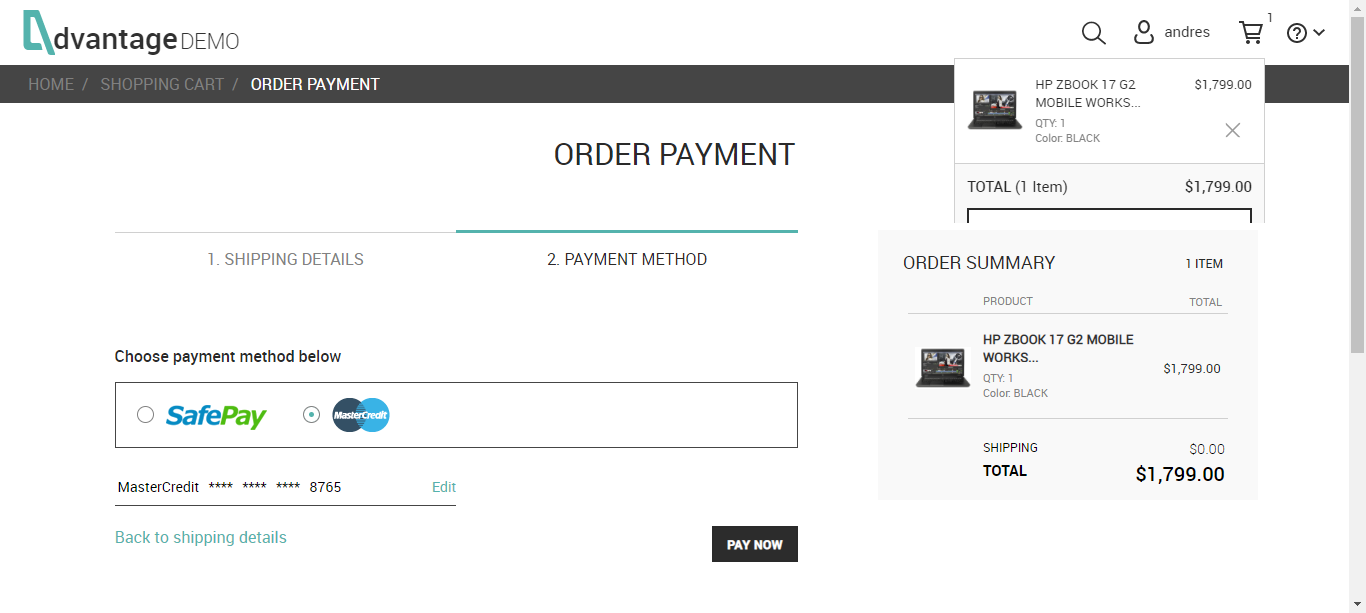 dvantage DEMO
andres
1
HOME / SHOPPING CART / ORDER PAYMENT
HP ZBOOK 17 G2 $1,799.00
MOBILE WORKS...
QTY: 1
Color: BLACK
TOTAL (1 Item) $1,799.00
ORDER PAYMENT
1. SHIPPING DETAILS
2. PAYMENT METHOD
Choose payment method below
SafePay
MasterCredit
MasterCredit **** **** **** 8765
Edit
Back to shipping details
PAY NOW
ORDER SUMMARY 1 ITEM
PRODUCT TOTAL
HP ZBOOK 17 G2 MOBILE
WORKS...
$1,799.00
QTY: 1
Color: BLACK
SHIPPING $0.00
TOTAL $1,799.00